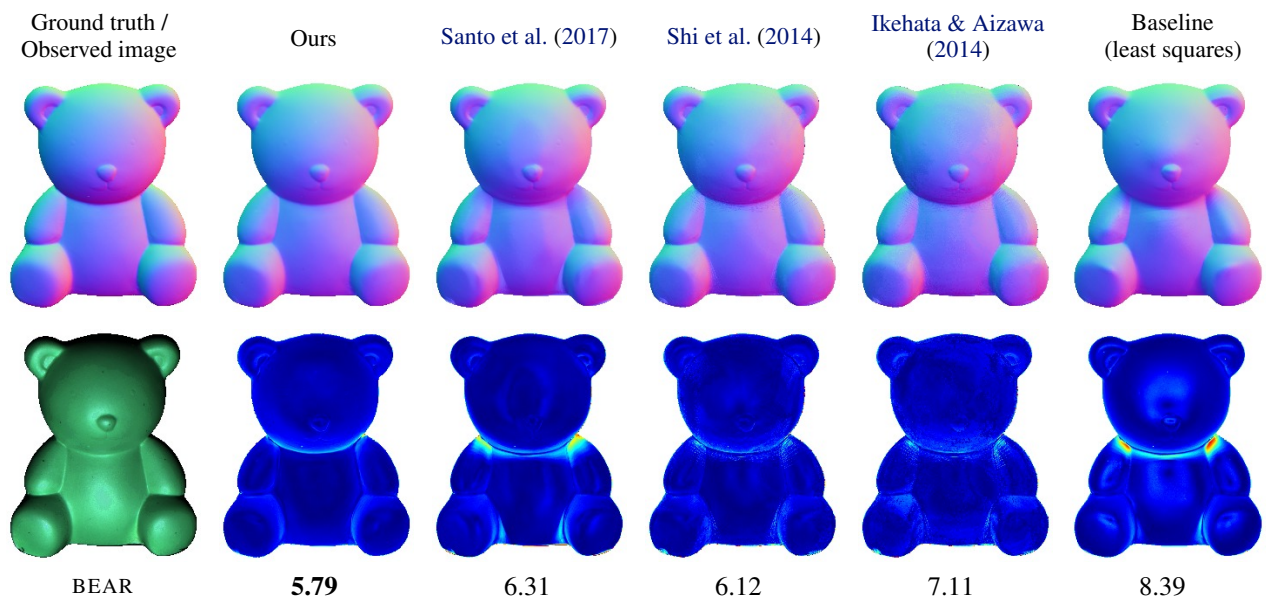 Ground truth /
Observed image
Ours
Santo et al. (2017)
Shi et al. (2014)
Ikehata & Aizawa
(2014)
Baseline
(least squares)
BEAR
5.79
6.31
6.12
7.11
8.39